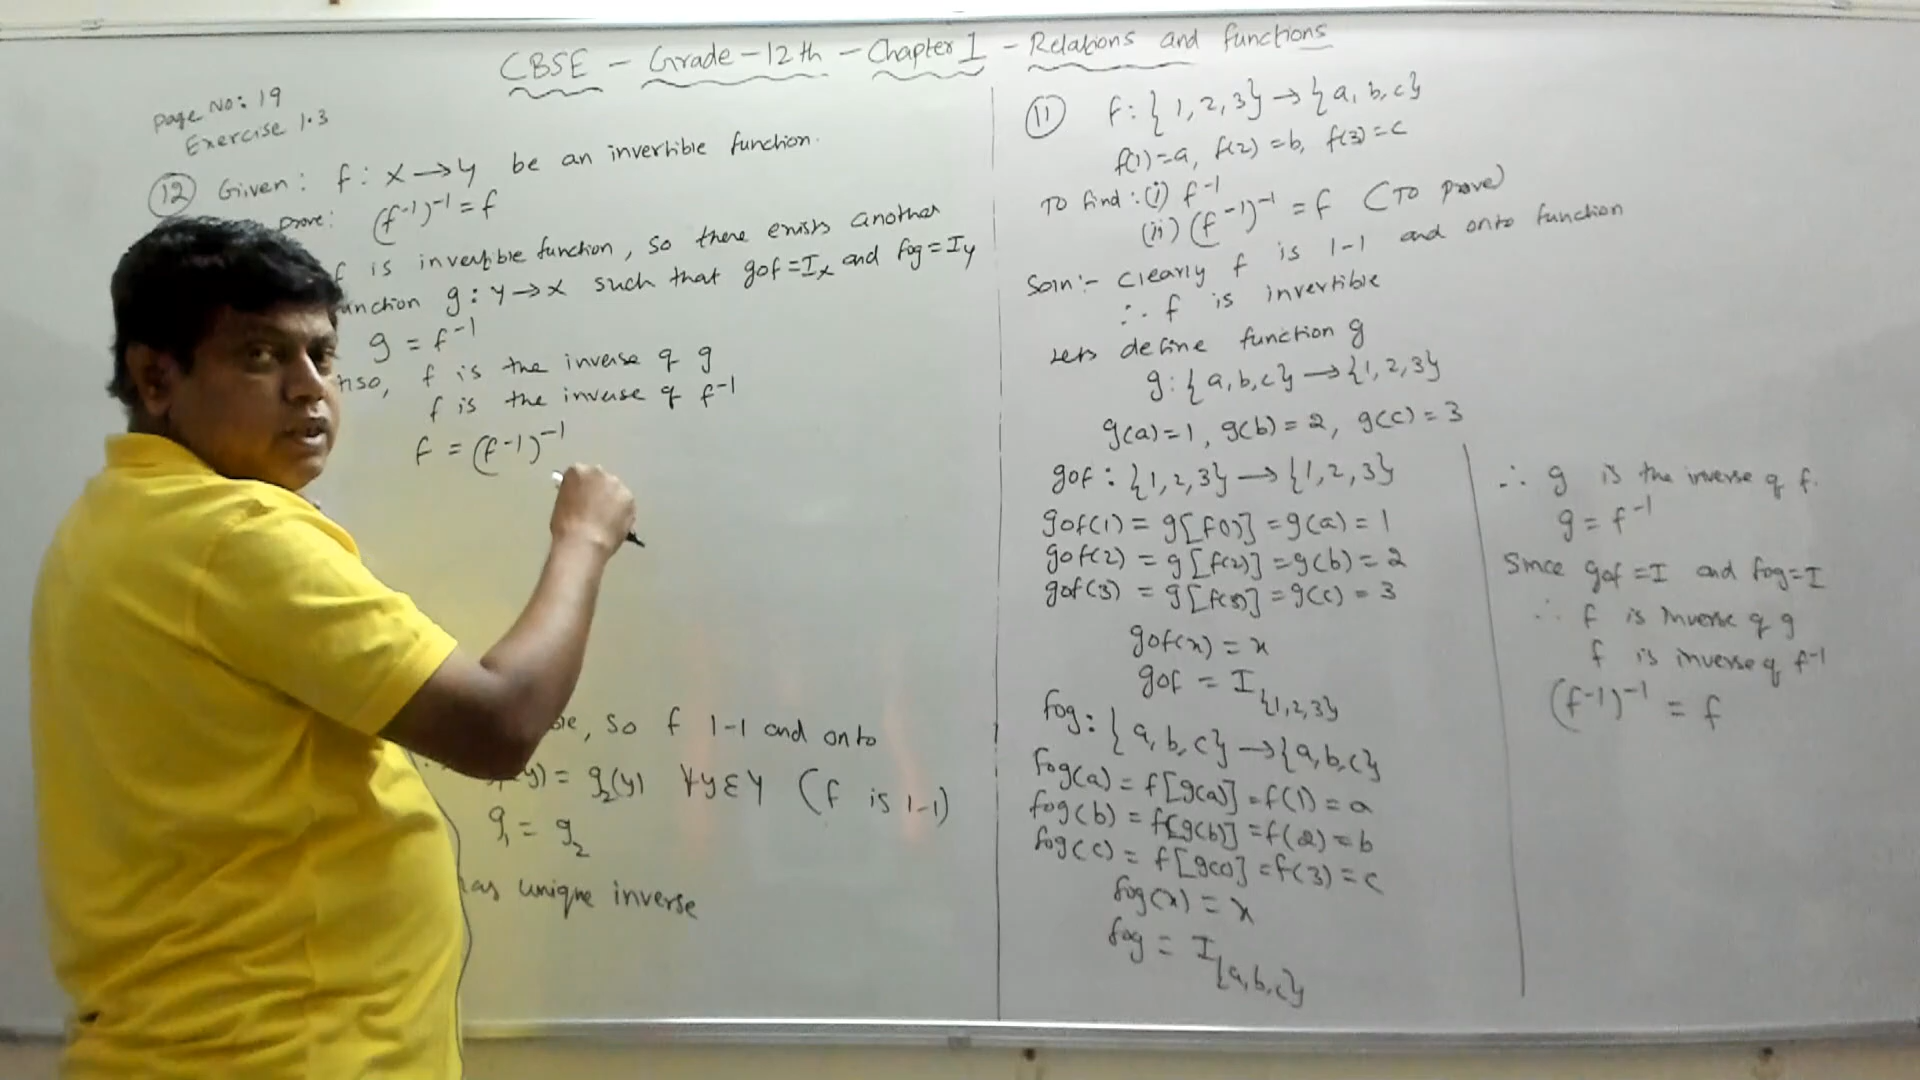 CBSE - Grade-12th - Chapter 1 - Relations and functions
Page No: 19
Exercise 1.3
(12) Given: f: X→Y be an invertible function.
prove: (f⁻¹)⁻¹ = f
f is invertible function, so there exists another
function g: Y→X such that gof = Iₓ and fog = I_Y
g = f⁻¹
Also, f is the inverse of g
f is the inverse of f⁻¹
f = (f⁻¹)⁻¹
so f 1-1 and onto
(y) = g₂(y) ∀ y ε Y (f is 1-1)
g₁ = g₂
has unique inverse
(11) f: {1, 2, 3} → {a, b, c}
f(1)=a, f(2)=b, f(3)=c
To find: (i) f⁻¹
(ii) (f⁻¹)⁻¹ = f (To prove)
Soln:- Clearly f is 1-1 and onto function
∴ f is invertible
Lets define function g
g: {a,b,c} → {1,2,3}
g(a)=1, g(b)=2, g(c)=3
gof: {1,2,3} → {1,2,3}
gof(1) = g[f(1)] = g(a) = 1
gof(2) = g[f(2)] = g(b) = 2
gof(3) = g[f(3)] = g(c) = 3
gof(x) = x
gof = I_{1,2,3}
fog: {a,b,c} → {a,b,c}
fog(a) = f[g(a)] = f(1) = a
fog(b) = f[g(b)] = f(2) = b
fog(c) = f[g(c)] = f(3) = c
fog(x) = x
fog = I_{a,b,c}
∴ g is the inverse of f.
g = f⁻¹
Since gof = I and fog = I
∴ f is inverse of g
f is inverse of f⁻¹
(f⁻¹)⁻¹ = f